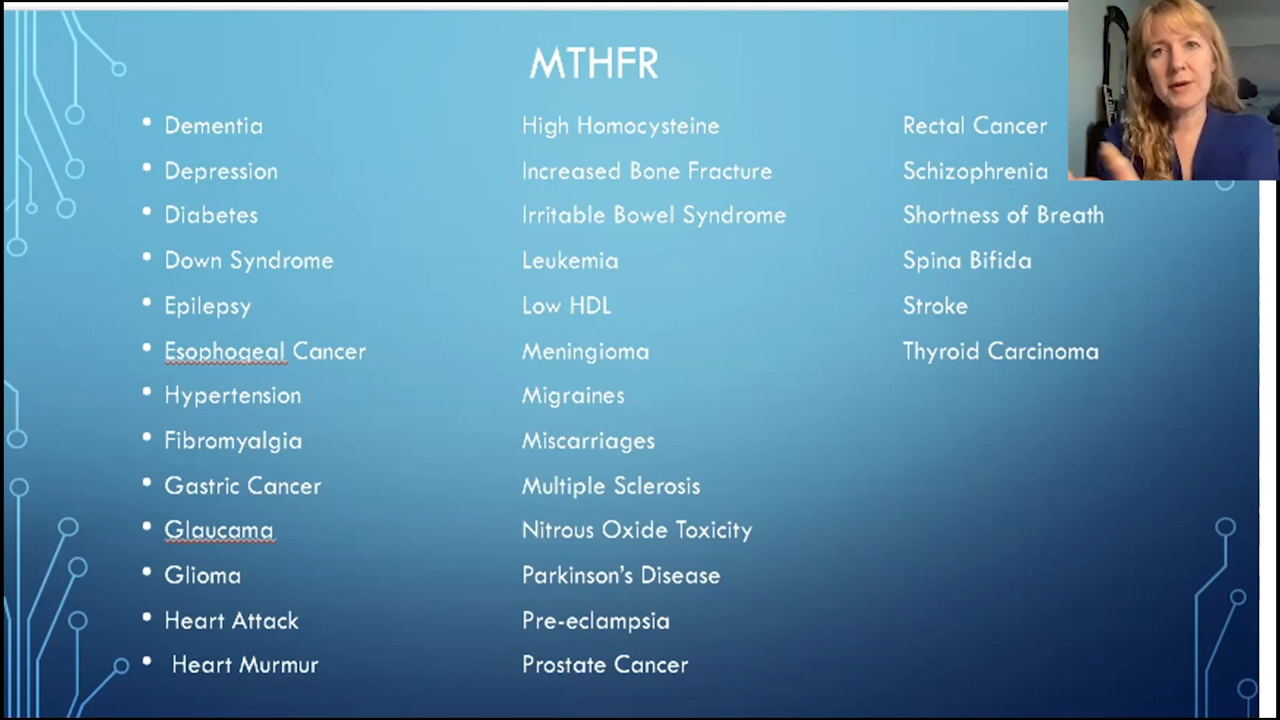 MTHFR
Dementia
Depression
Diabetes
Down Syndrome
Epilepsy
Esophogeal Cancer
Hypertension
Fibromyalgia
Gastric Cancer
Glaucama
Glioma
Heart Attack
Heart Murmur
High Homocysteine
Increased Bone Fracture
Irritable Bowel Syndrome
Leukemia
Low HDL
Meningioma
Migraines
Miscarriages
Multiple Sclerosis
Nitrous Oxide Toxicity
Parkinson's Disease
Pre-eclampsia
Prostate Cancer
Rectal Cancer
Schizophrenia
Shortness of Breath
Spina Bifida
Stroke
Thyroid Carcinoma